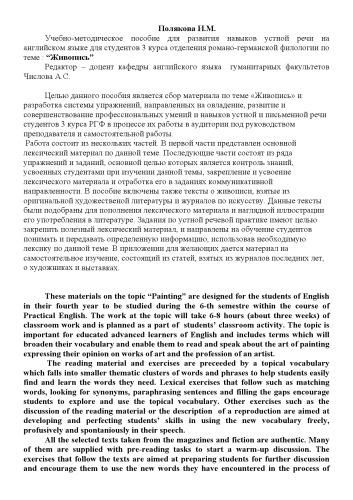 Полякова И.М.
Учебно-методическое пособие для развития навыков устной речи на
английском языке для студентов 3 курса отделения романо-германской филологии по
теме : “Живопись”
Редактор – доцент кафедры английского языка гуманитарных факультетов
Числова А.С.
Целью данного пособия является сбор материала по теме «Живопись» и
разработка системы упражнений, направленных на овладение, развитие и
совершенствование профессиональных умений и навыков устной и письменной речи
студентов 3 курса РГФ в процессе их работы в аудитории под руководством
преподавателя и самостоятельной работы.
Работа состоит из нескольких частей. В первой части представлен основной
лексический материал по данной теме. Последующие части состоят из ряда
упражнений и заданий, основной целью которых является контроль знаний,
усвоенных студентами при изучении данной темы, закрепление и усвоение
лексического материала и отработка его в заданиях коммуникативной
направленности. В пособие включены также тексты о живописи, взятые из
оригинальной художественной литературы и журналов по искусству. Данные тексты
были подобраны для пополнения лексического материала и наглядной иллюстрации
его употребления в литературе. Задания по устной речевой практике имеют целью
закрепить полезный лексический материал, и направлены на обучение студентов
понимать и передавать определенную информацию, использовав необходимую
лексику по данной теме. В приложении для желающих дается материал на
самостоятельное изучение, состоящий из статей, взятых из журналов последних лет,
о художниках и выставках.
These materials on the topic “Painting” are designed for the students of English
in their fourth year to be studied during the 6-th semestre within the course of
Practical English. The work at the topic will take 6-8 hours (about three weeks) of
classroom work and is planned as a part of students’ classroom activity. The topic is
important for educated advanced learners of English and includes terms which will
broaden their vocabulary and enable them to read and speak about the art of painting
expressing their opinion on works of art and the profession of an artist.
The reading material and exercises are preceeded by a topical vocabulary
which falls into smaller thematic clusters of words and phrases to help students easily
find and learn the words they need. Lexical exercises that follow such as matching
words, looking for synonyms, paraphrasing sentences and filling the gaps encourage
students to explore and use the topical vocabulary. Other exercises such as the
discussion of the reading material or the description of a reproduction are aimed at
developing and perfecting students’ skills in using the new vocabulary freely,
profusively and spontaniously in their speech.
All the selected texts taken from the magazines and fiction are authentic. Many
of them are supplied with pre-reading tasks to start a warm-up discussion. The
exercises that follow the texts are aimed at preparing students for further discussion
and encourage them to use the new words they have encountered in the process of